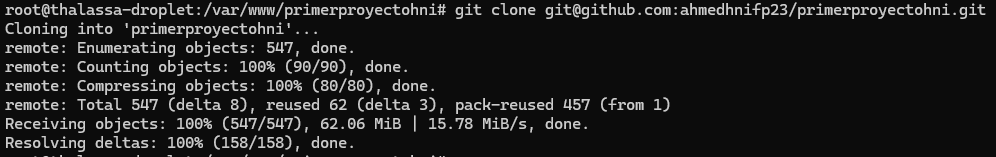 root@thalassa-droplet:/var/www/primerproyectohni# git clone git@github.com:ahmedhnifp23/primerproyectohni.git
Cloning into 'primerproyectohni'...
remote: Enumerating objects: 547, done.
remote: Counting objects: 100% (90/90), done.
remote: Compressing objects: 100% (80/80), done.
remote: Total 547 (delta 8), reused 62 (delta 3), pack-reused 457 (from 1)
Receiving objects: 100% (547/547), 62.06 MiB | 15.78 MiB/s, done.
Resolving deltas: 100% (158/158), done.